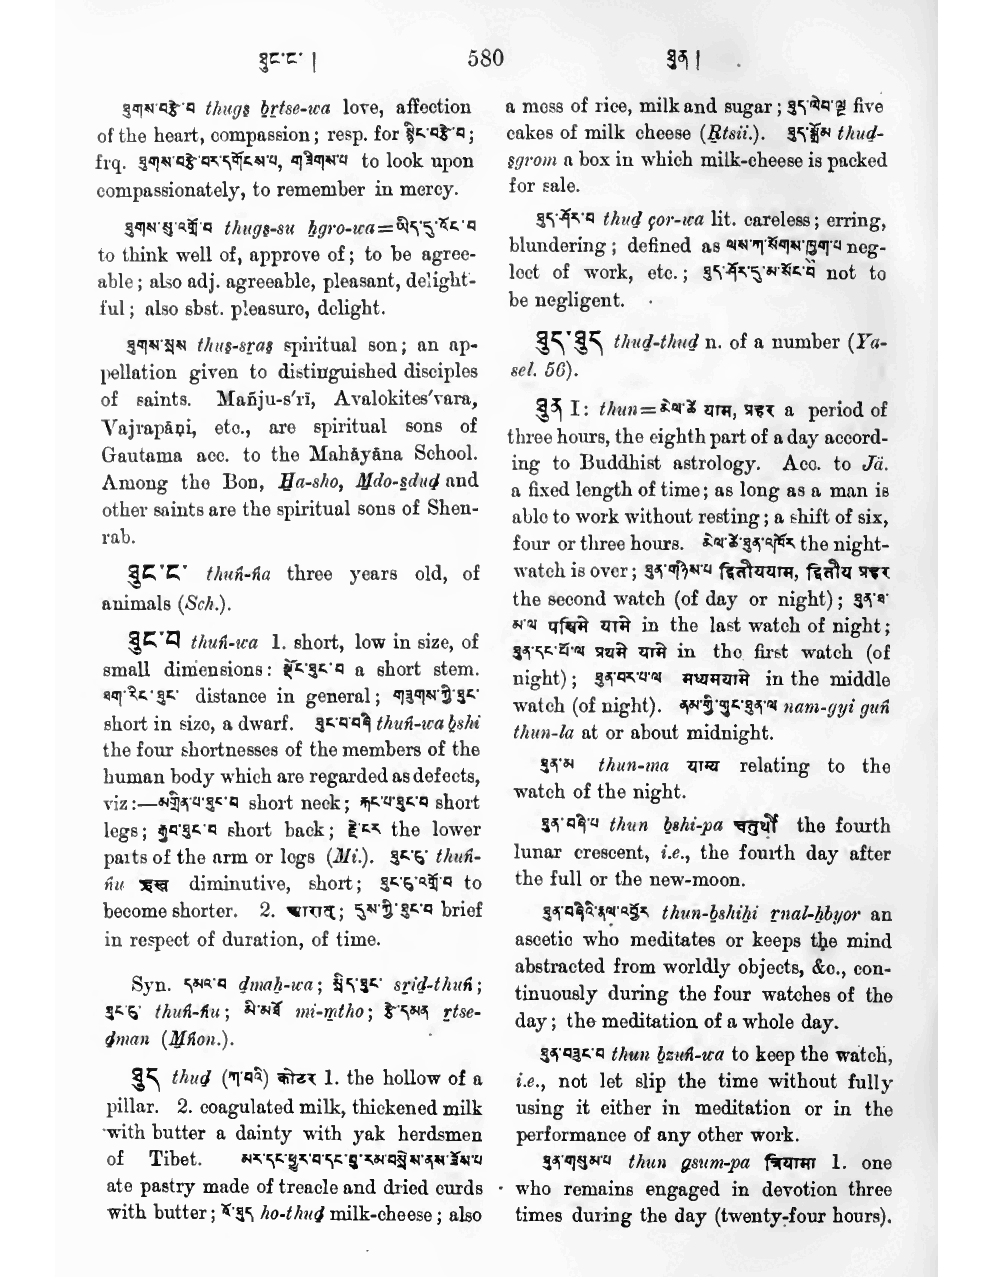 ཐུང་ང་ །
580
ཐུན །
ཐུགས་བརྩེ་བ thugs brtse-wa love, affection
of the heart, compassion; resp. for སྙིང་བརྩེ་བ;
frq. ཐུགས་བརྩེ་བར་དགོངས་པ, གཟིགས་པ to look upon
compassionately, to remember in mercy.
ཐུགས་སུ་འགྲོ་བ thugs-su ḥgro-wa=ཡིད་དུ་འོང་བ
to think well of, approve of; to be agree-
able; also adj. agreeable, pleasant, delight-
ful; also sbst. pleasure, delight.
ཐུགས་སྲས thus-sras spiritual son; an ap-
pellation given to distinguished disciples
of saints. Mañju-s'rī, Avalokites'vara,
Vajrapâṇi, etc., are spiritual sons of
Gautama acc. to the Mahâyâna School.
Among the Bon, Ha-sho, Mdo-sdud and
other saints are the spiritual sons of Shen-
rab.
ཐུང་ང་ thuṅ-ṅa three years old, of
animals (Sch.).
ཐུང་བ thuṅ-wa 1. short, low in size, of
small dimensions: སྡོང་ཐུང་བ a short stem.
ཐག་རིང་ཐུང་ distance in general; གཟུགས་ཀྱི་ཐུང་
short in size, a dwarf. ཐུང་བ་བཞི thuṅ-wa bshi
the four shortnesses of the members of the
human body which are regarded as defects,
viz:—མགྲིན་པ་ཐུང་བ short neck; རྐང་པ་ཐུང་བ short
legs; རྒྱབ་ཐུང་བ short back; རྗེ་ངར the lower
parts of the arm or legs (Mi.). ཐུང་ངུ་ thuṅ-
ṅu ह्रस्व diminutive, short; ཐུང་ངུ་འགྲོ་བ to
become shorter. 2. དུས་ཀྱི་ཐུང་བ brief
in respect of duration, of time.
Syn. དམའ་བ dmaḥ-wa; སྲིད་ཐུང་ srid-thuṅ;
ཐུང་ངུ་ thuṅ-ṅu; མི་མཐོ mi-mtho; རྩེ་དམན rtse-
dman (Mṅon.).
ཐུད thud (ཀ་བའི) कोटर 1. the hollow of a
pillar. 2. coagulated milk, thickened milk
with butter a dainty with yak herdsmen
of Tibet.
ate pastry made of treacle and dried curds
with butter; ཧོ་ཐུད ho-thud milk-cheese; also
a mess of rice, milk and sugar; ཐུད་ལེབ་ལྔ five
cakes of milk cheese (Rtsii.). ཐུད་སྒྲོམ thud-
sgrom a box in which milk-cheese is packed
for sale.
ཐུད་ཤོར་བ thud çor-wa lit. careless; erring,
blundering; defined as ལས་ཀ་སོགས་ཁྲུག་པ neg-
lect of work, etc.; ཐུད་ཤོར་དུ་མ་སོང་བ not to
be negligent.
ཐུད་ཐུད thud-thud n. of a number (Ya-
sel. 56).
ཐུན I: thun=མེལ་ཚེ याम, प्रहर a period of
three hours, the eighth part of a day accord-
ing to Buddhist astrology. Acc. to Jä.
a fixed length of time; as long as a man is
able to work without resting; a shift of six,
four or three hours. མེལ་ཚེ་ཐུན་འཁོར the night-
watch is over; ཐུན་གཉིས་པ द्वितीययाम, द्वितीय प्रहर
the second watch (of day or night); ཐུན་ཐ་
མ་ལ पश्चिमे यामे in the last watch of night;
ཐུན་དང་པོ་ལ प्रथमे यामे in the first watch (of
night); ཐུན་བར་པ་ལ मध्यमयामे in the middle
watch (of night). ནམ་གྱི་གུང་ཐུན་ལ nam-gyi guṅ
thun-la at or about midnight.
ཐུན་མ thun-ma याम्य relating to the
watch of the night.
ཐུན་བཞི་པ thun bshi-pa चतुर्थी the fourth
lunar crescent, i.e., the fourth day after
the full or the new-moon.
ཐུན་བཞིའི་རྣལ་འབྱོར thun-bshiḥi rnal-ḥbyor an
ascetic who meditates or keeps the mind
abstracted from worldly objects, &c., con-
tinuously during the four watches of the
day; the meditation of a whole day.
ཐུན་བཟུང་བ thun bzuṅ-wa to keep the watch,
i.e., not let slip the time without fully
using it either in meditation or in the
performance of any other work.
ཐུན་གསུམ་པ thun gsum-pa त्रियामा 1. one
who remains engaged in devotion three
times during the day (twenty-four hours).